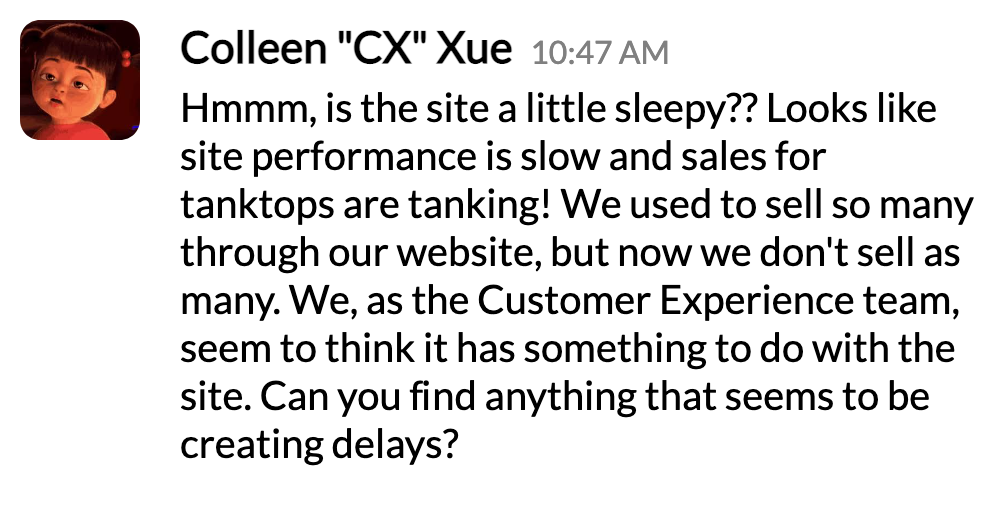 Colleen "CX" Xue 10:47 AM
Hmmm, is the site a little sleepy?? Looks like
site performance is slow and sales for
tanktops are tanking! We used to sell so many
through our website, but now we don't sell as
many. We, as the Customer Experience team,
seem to think it has something to do with the
site. Can you find anything that seems to be
creating delays?